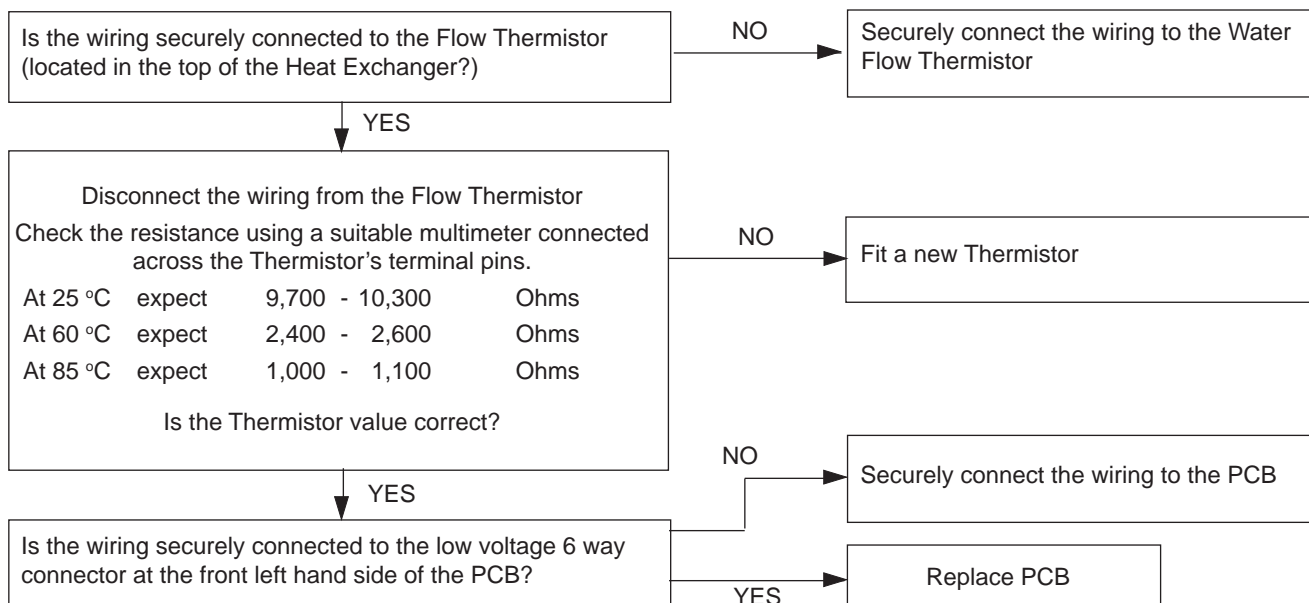 Is the wiring securely connected to the Flow Thermistor
(located in the top of the Heat Exchanger?)
NO
Securely connect the wiring to the Water
Flow Thermistor
YES
Disconnect the wiring from the Flow Thermistor
Check the resistance using a suitable multimeter connected
across the Thermistor’s terminal pins.
At 25 °C expect 9,700 - 10,300 Ohms
At 60 °C expect 2,400 - 2,600 Ohms
At 85 °C expect 1,000 - 1,100 Ohms
Is the Thermistor value correct?
NO
Fit a new Thermistor
YES
Is the wiring securely connected to the low voltage 6 way
connector at the front left hand side of the PCB?
NO
Securely connect the wiring to the PCB
YES
Replace PCB